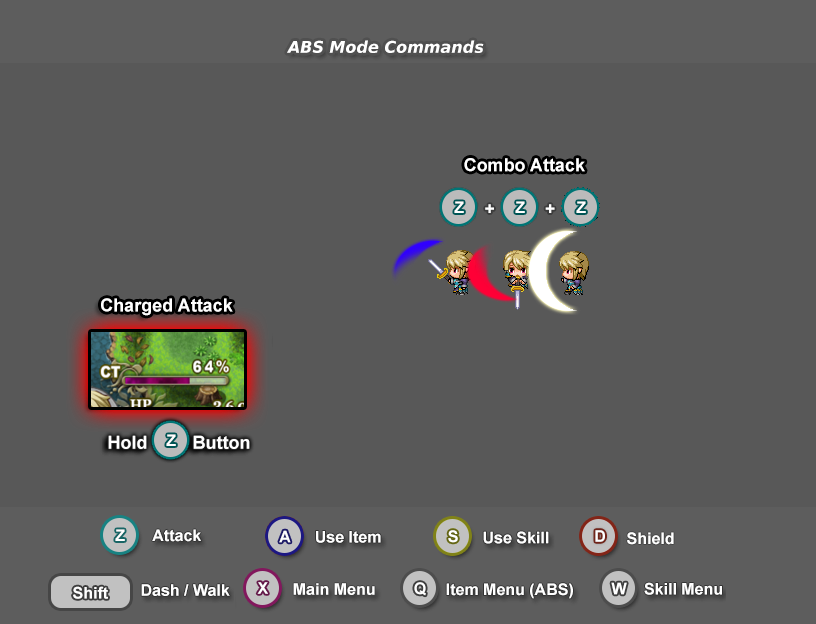 ABS Mode Commands
Combo Attack
Z + Z + Z
Charged Attack
CT 64%
HP
Hold Z Button
Z Attack A Use Item S Use Skill D Shield
Shift Dash / Walk X Main Menu Q Item Menu (ABS) W Skill Menu